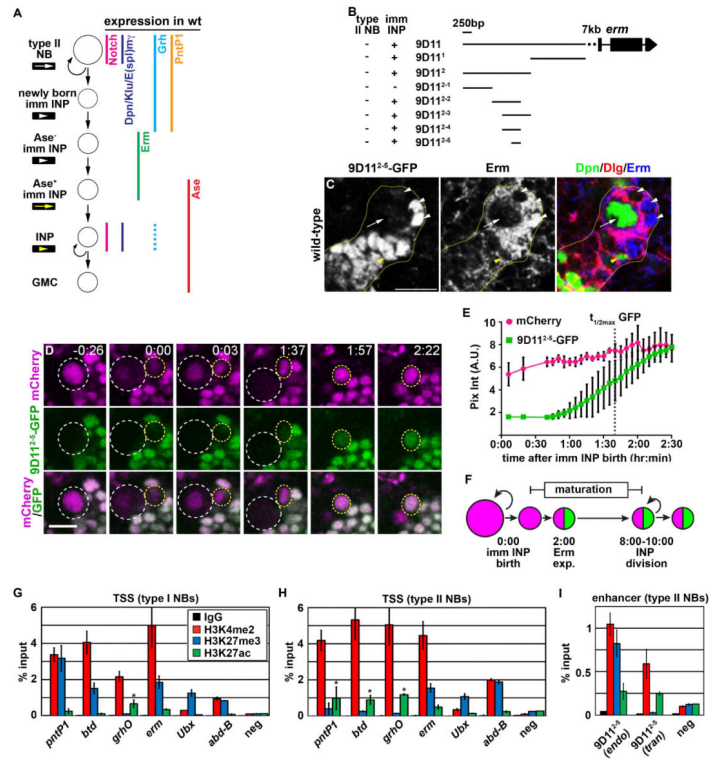 A
expression in wt
type II
NB
Notch
Dpn/Klu/E(spl)mγ
Grh
PntP1
newly born
imm INP
Ase⁻
imm INP
Erm
Ase⁺
imm INP
Ase
INP
GMC
B
type II NB
imm INP
250bp
7kb
erm
- + 9D11
- + 9D11¹
- + 9D11²
- - 9D11²⁻¹
- + 9D11²⁻²
- + 9D11²⁻³
- + 9D11²⁻⁴
- + 9D11²⁻⁵
9D11²⁻⁵-GFP
Erm
Dpn/Dlg/Erm
C
wild-type
D
-0:26
0:00
0:03
1:37
1:57
2:22
mCherry
9D11²⁻⁵-GFP
mCherry
/GFP
E
mCherry
9D11²⁻⁵-GFP
t1/2max GFP
Pix Int (A.U.)
10
8
6
4
2
0
0:00 0:30 1:00 1:30 2:00 2:30
time after imm INP birth (hr:min)
F
maturation
0:00
imm INP
birth
2:00
Erm
exp.
8:00-10:00
INP
division
G
TSS (type I NBs)
% input
6
4
2
0
IgG
H3K4me2
H3K27me3
H3K27ac
*
pntP1
btd
grhO
erm
Ubx
abd-B
neg
H
TSS (type II NBs)
% input
6
4
2
0
* * *
pntP1
btd
grhO
erm
Ubx
abd-B
neg
I
enhancer (type II NBs)
% input
1
0.5
0
9D11²⁻⁵
(endo)
9D11²⁻⁵
(tran)
neg